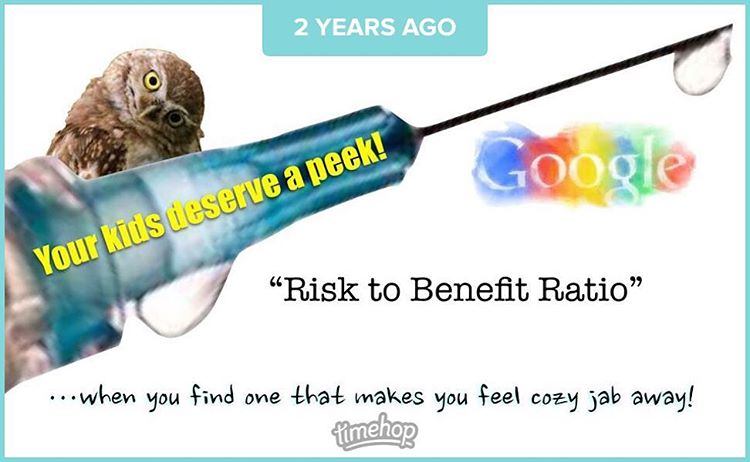 2 YEARS AGO
Your kids deserve a peek!
Google
“Risk to Benefit Ratio”
...when you find one that makes you feel cozy jab away!
timehop